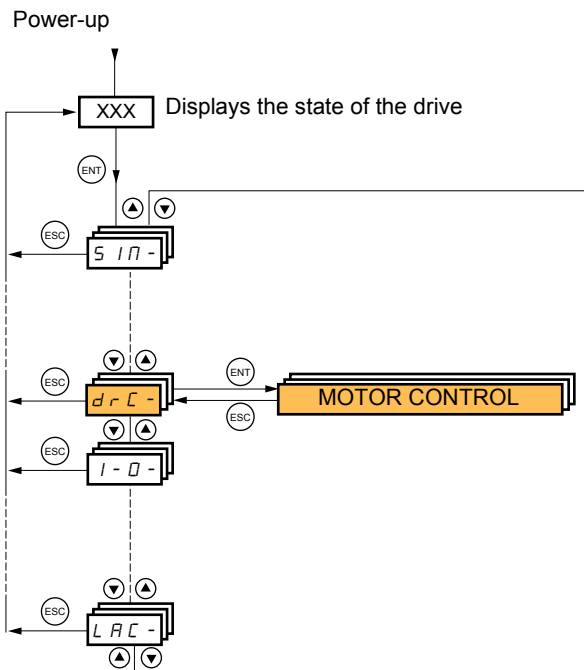 Power-up
XXX Displays the state of the drive
ENT
ESC
SIM-
ESC
drC-
ENT
MOTOR CONTROL
ESC
ESC
I-O-
ESC
LAC-